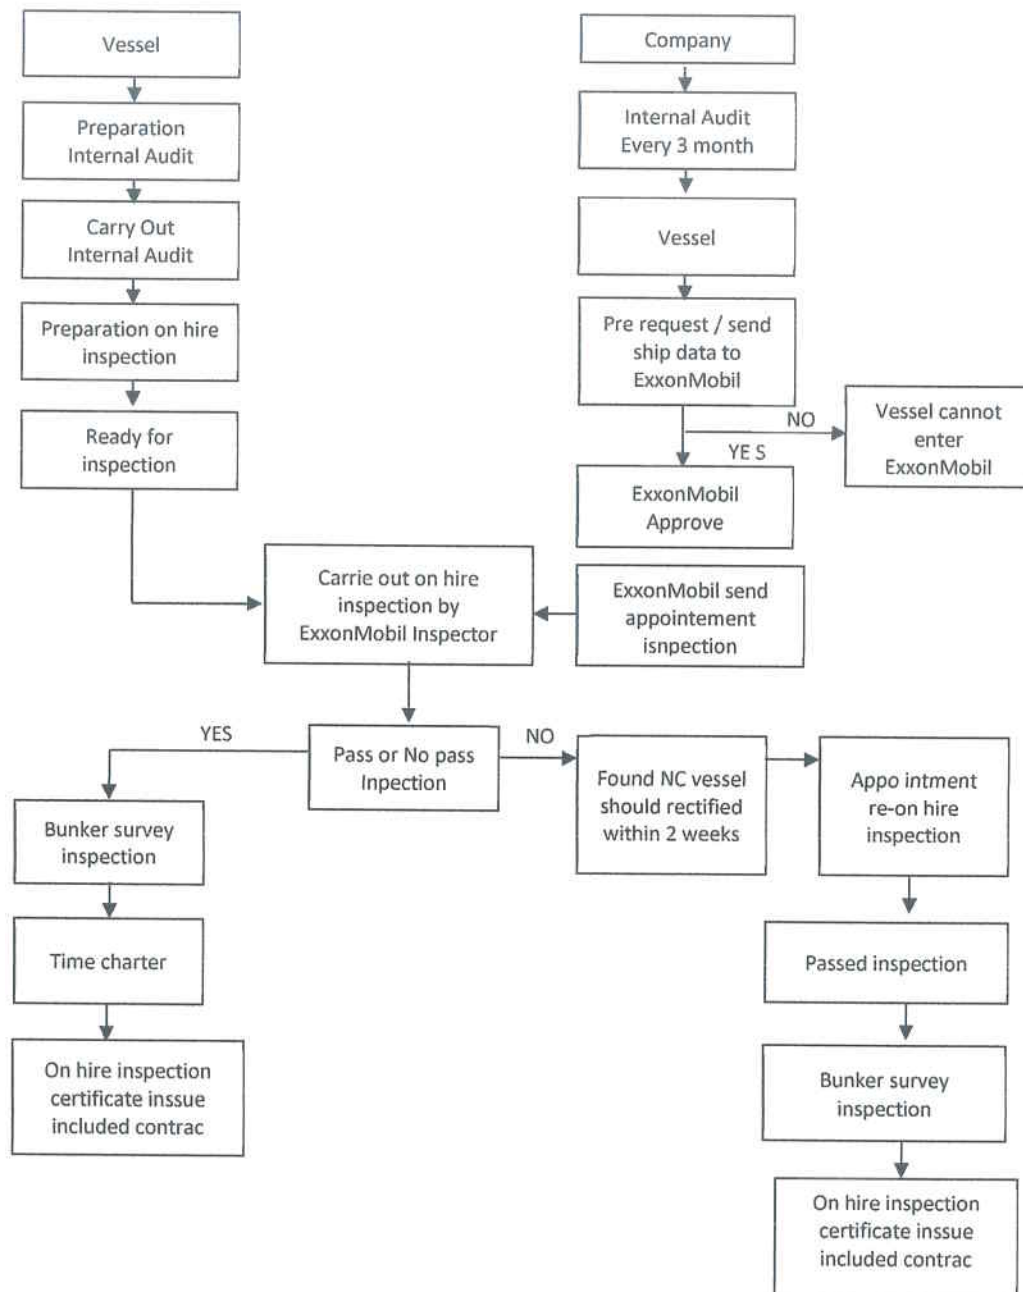 Vessel
Preparation
Internal Audit
Carry Out
Internal Audit
Preparation on hire
inspection
Ready for
inspection
Company
Internal Audit
Every 3 month
Vessel
Pre request / send
ship data to
ExxonMobil
NO
Vessel cannot
enter
ExxonMobil
YE S
ExxonMobil
Approve
ExxonMobil send
appointement
isnpection
Carrie out on hire
inspection by
ExxonMobil Inspector
Pass or No pass
Inpection
YES
Bunker survey
inspection
Time charter
On hire inspection
certificate inssue
included contrac
NO
Found NC vessel
should rectified
within 2 weeks
Appo intment
re-on hire
inspection
Passed inspection
Bunker survey
inspection
On hire inspection
certificate inssue
included contrac